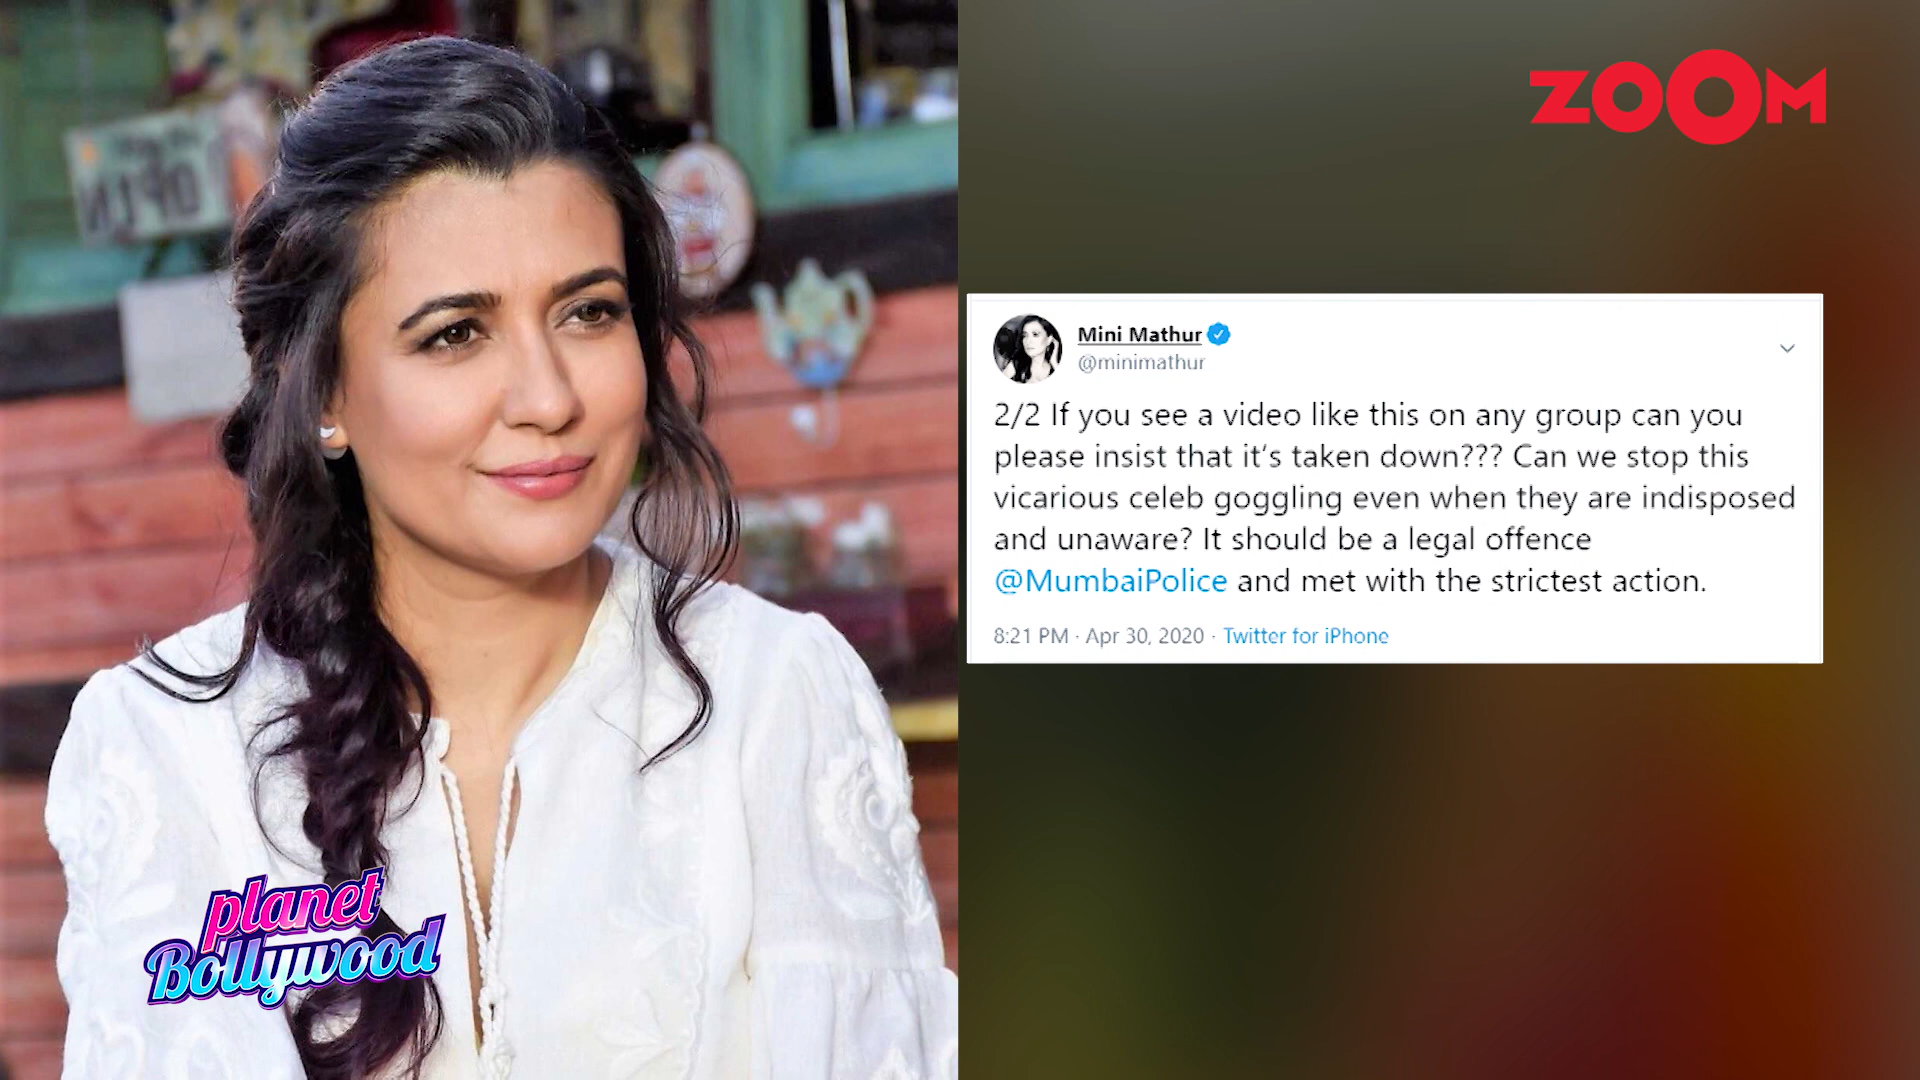 ZOOM
Mini Mathur
@minimathur
2/2 If you see a video like this on any group can you
please insist that it's taken down??? Can we stop this
vicarious celeb goggling even when they are indisposed
and unaware? It should be a legal offence
@MumbaiPolice and met with the strictest action.
8:21 PM · Apr 30, 2020 · Twitter for iPhone
planet
Bollywood